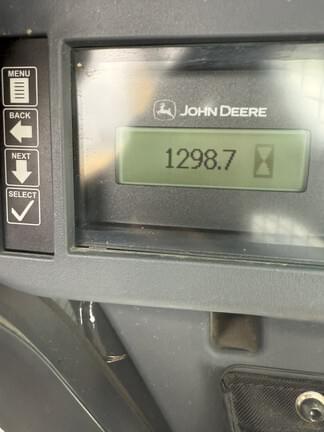 MENU
BACK
NEXT
SELECT
JOHN DEERE
1298.7